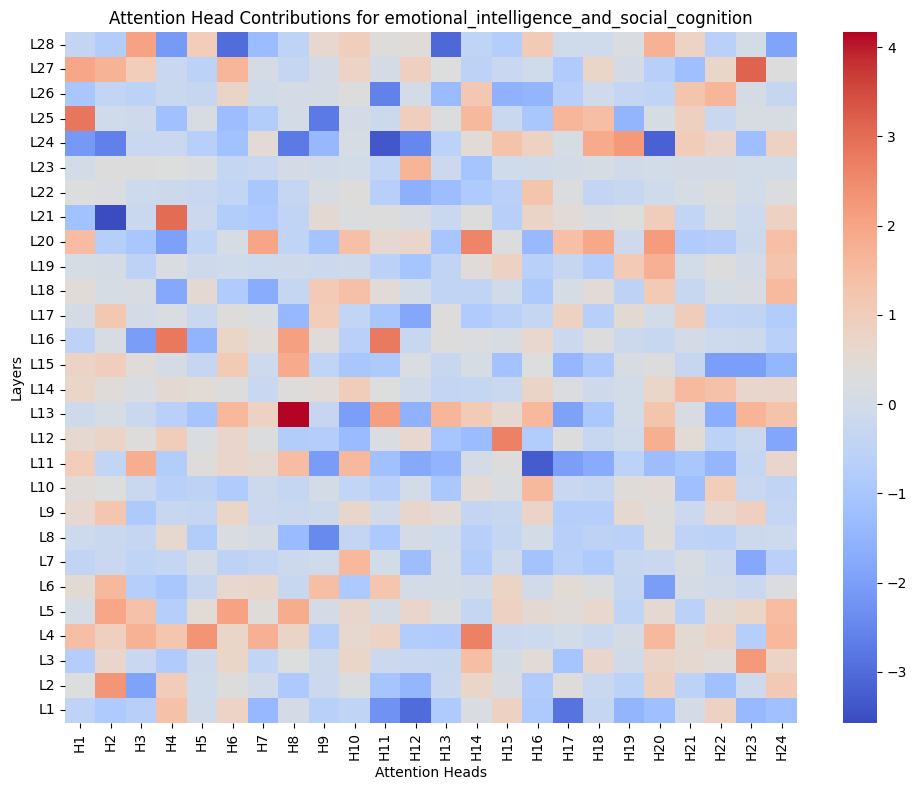 Attention Head Contributions for emotional_intelligence_and_social_cognition
Layers
L28
L27
L26
L25
L24
L23
L22
L21
L20
L19
L18
L17
L16
L15
L14
L13
L12
L11
L10
L9
L8
L7
L6
L5
L4
L3
L2
L1
H1
H2
H3
H4
H5
H6
H7
H8
H9
H10
H11
H12
H13
H14
H15
H16
H17
H18
H19
H20
H21
H22
H23
H24
Attention Heads
4
3
2
1
0
−1
−2
−3